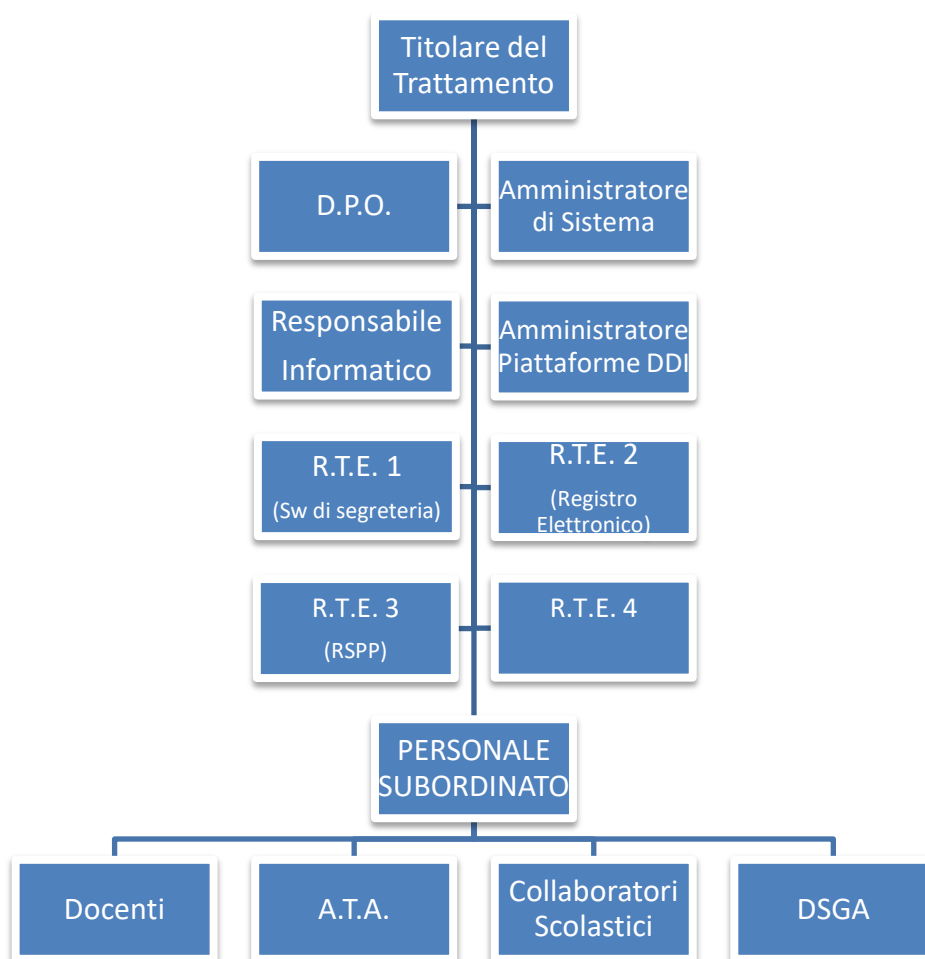 Titolare del
Trattamento
D.P.O.
Amministratore
di Sistema
Responsabile
Informatico
Amministratore
Piattaforme DDI
R.T.E. 1
(Sw di segreteria)
R.T.E. 2
(Registro
Elettronico)
R.T.E. 3
(RSPP)
R.T.E. 4
PERSONALE
SUBORDINATO
Docenti
A.T.A.
Collaboratori
Scolastici
DSGA